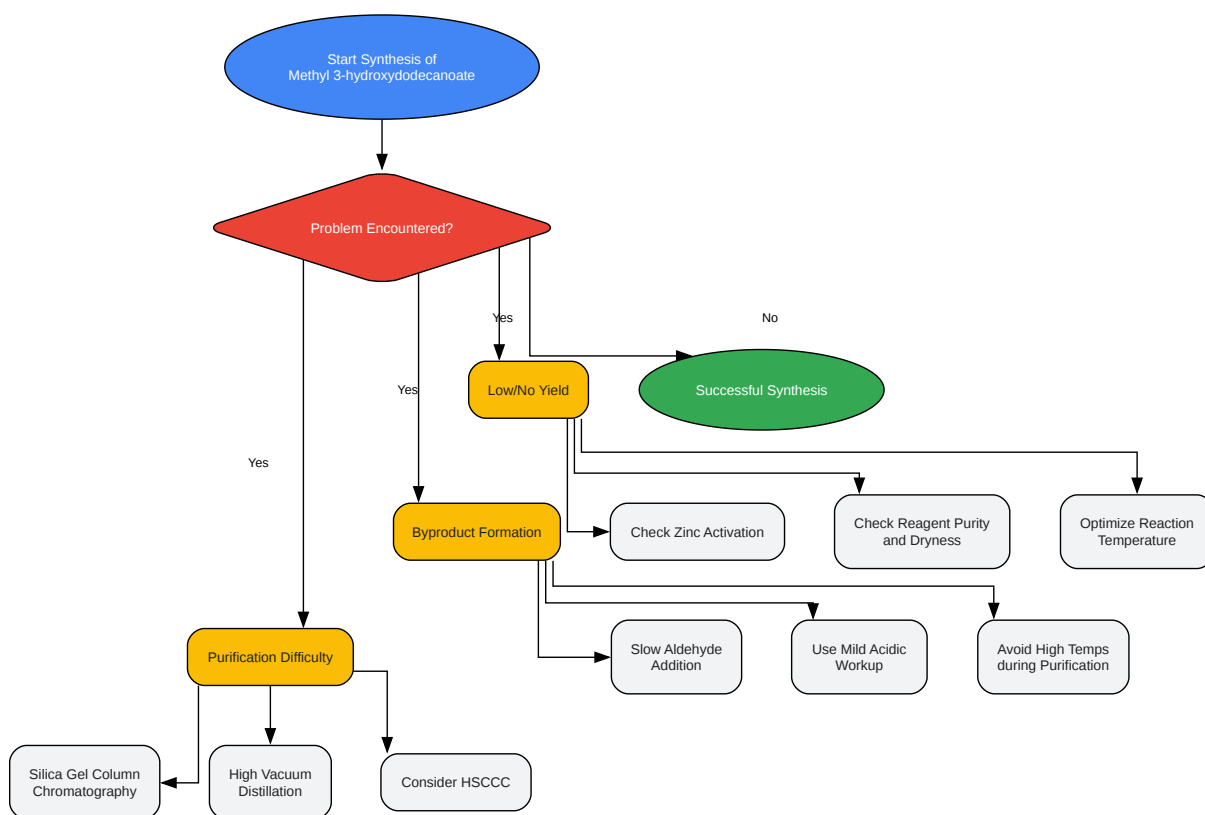 Start Synthesis of
Methyl 3-hydroxydodecanoate
Problem Encountered?
Yes
No
Low/No Yield
Successful Synthesis
Yes
Yes
Byproduct Formation
Check Zinc Activation
Check Reagent Purity
and Dryness
Optimize Reaction
Temperature
Purification Difficulty
Slow Aldehyde
Addition
Use Mild Acidic
Workup
Avoid High Temps
during Purification
Silica Gel Column
Chromatography
High Vacuum
Distillation
Consider HSCCC